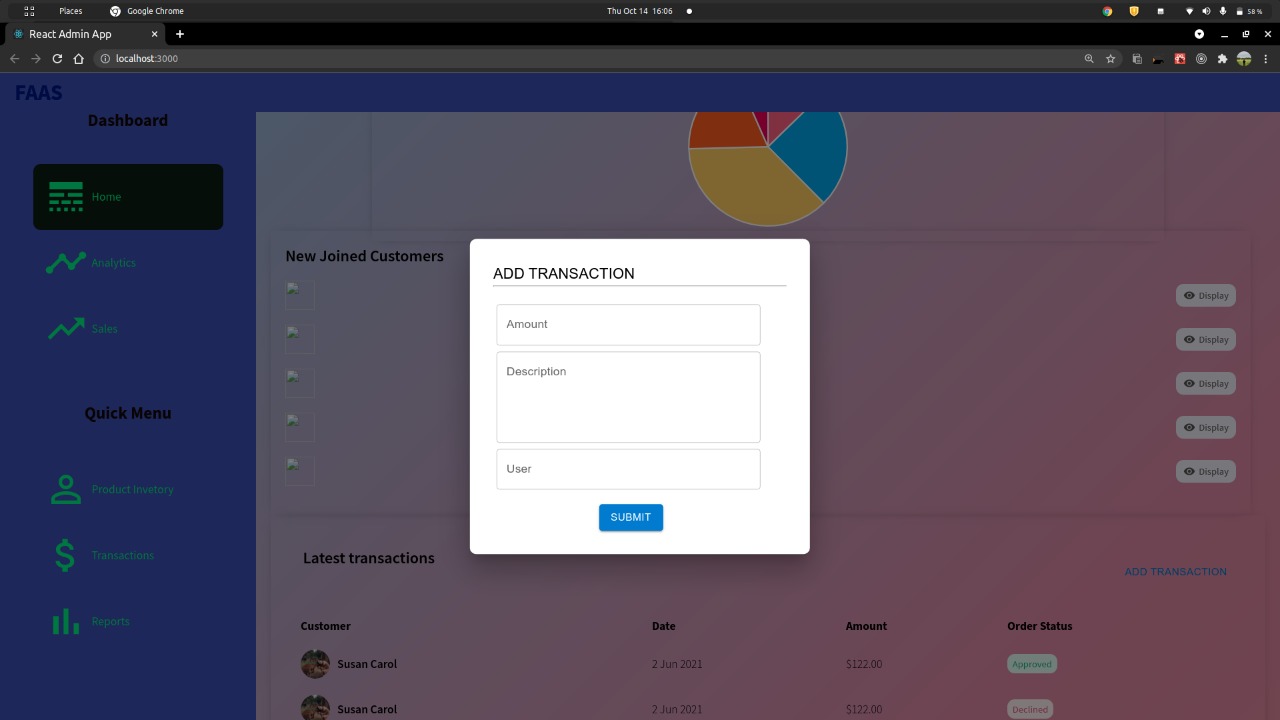 Places
Google Chrome
Thu Oct 14 16:06
58 %
React Admin App
localhost:3000
FAAS
Dashboard
Home
Analytics
Sales
Quick Menu
Product Invetory
Transactions
Reports
New Joined Customers
Display
Display
Display
Display
Display
ADD TRANSACTION
Amount
Description
User
SUBMIT
Latest transactions
ADD TRANSACTION
Customer Date Amount Order Status
Susan Carol 2 Jun 2021 $122.00 Approved
Susan Carol 2 Jun 2021 $122.00 Declined